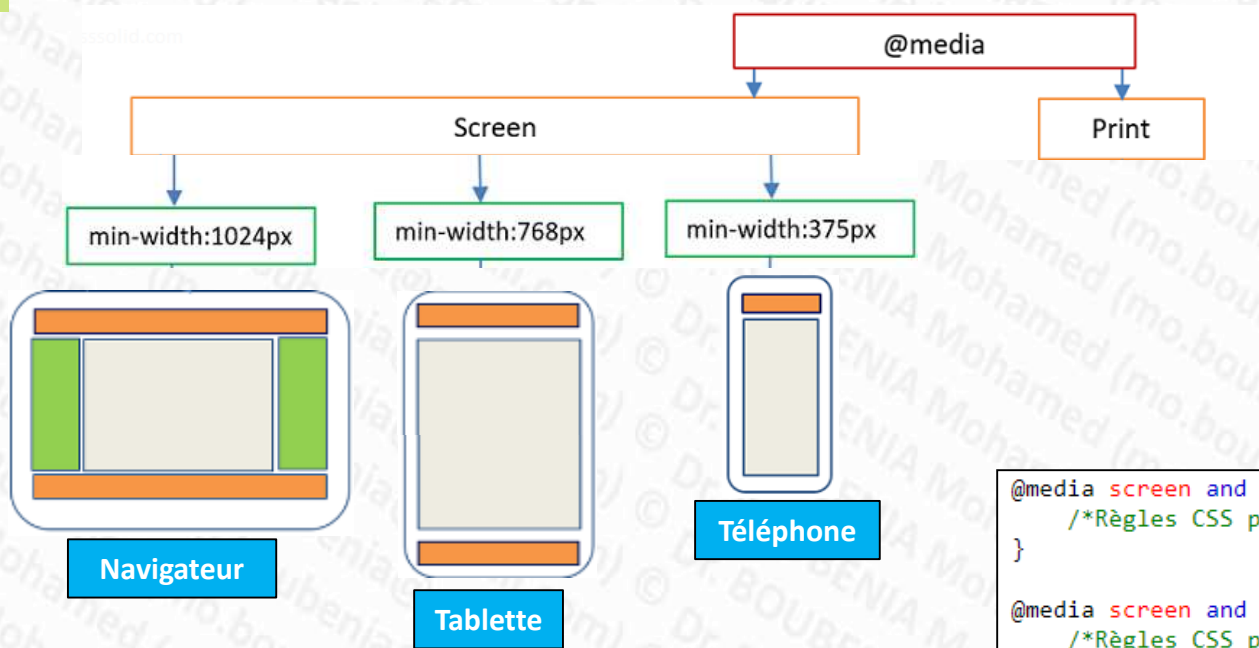 @media
Screen
Print
min-width:1024px
min-width:768px
min-width:375px
Navigateur
Tablette
Téléphone
@media screen and
/*Règles CSS p
}
@media screen and
/*Règles CSS p